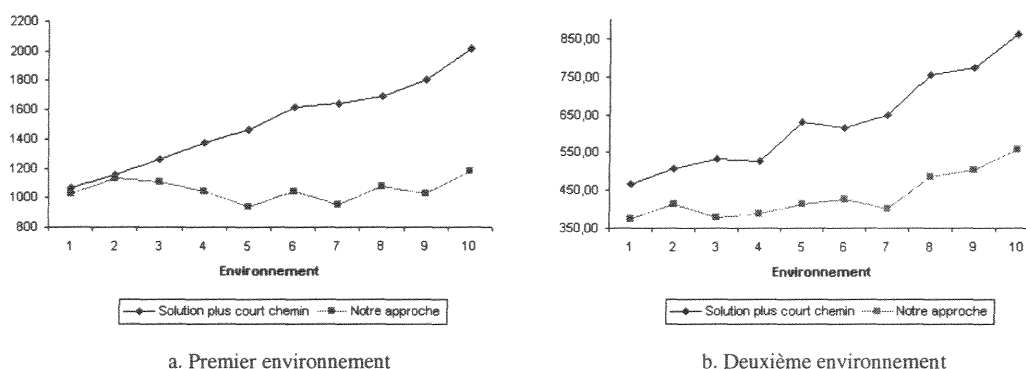 2200
2000
1800
1600
1400
1200
1000
800
1 2 3 4 5 6 7 8 9 10
Environnement
Solution plus court chemin Notre approche
a. Premier environnement
850,00
750,00
650,00
550,00
450,00
350,00
1 2 3 4 5 6 7 8 9 10
Environnement
Solution plus court chemin Notre approche
b. Deuxième environnement